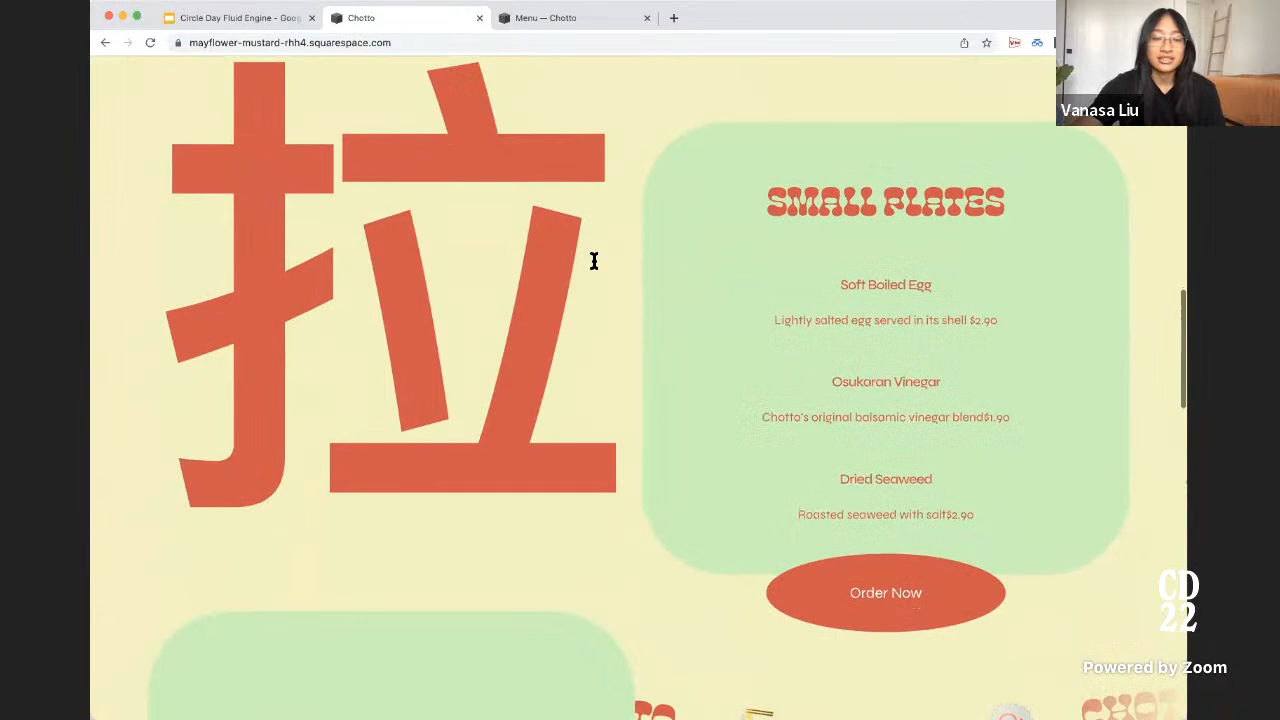 Circle Day Fluid Engine - Goo
Chotto
Menu — Chotto
mayflower-mustard-rhh4.squarespace.com
Vanasa Liu
拉
SMALL PLATES
Soft Boiled Egg
Lightly salted egg served in its shell $2.90
Osukaran Vinegar
Chotto's original balsamic vinegar blend$1.90
Dried Seaweed
Roasted seaweed with salt$2.90
Order Now
CD
22
Powered by Zoom